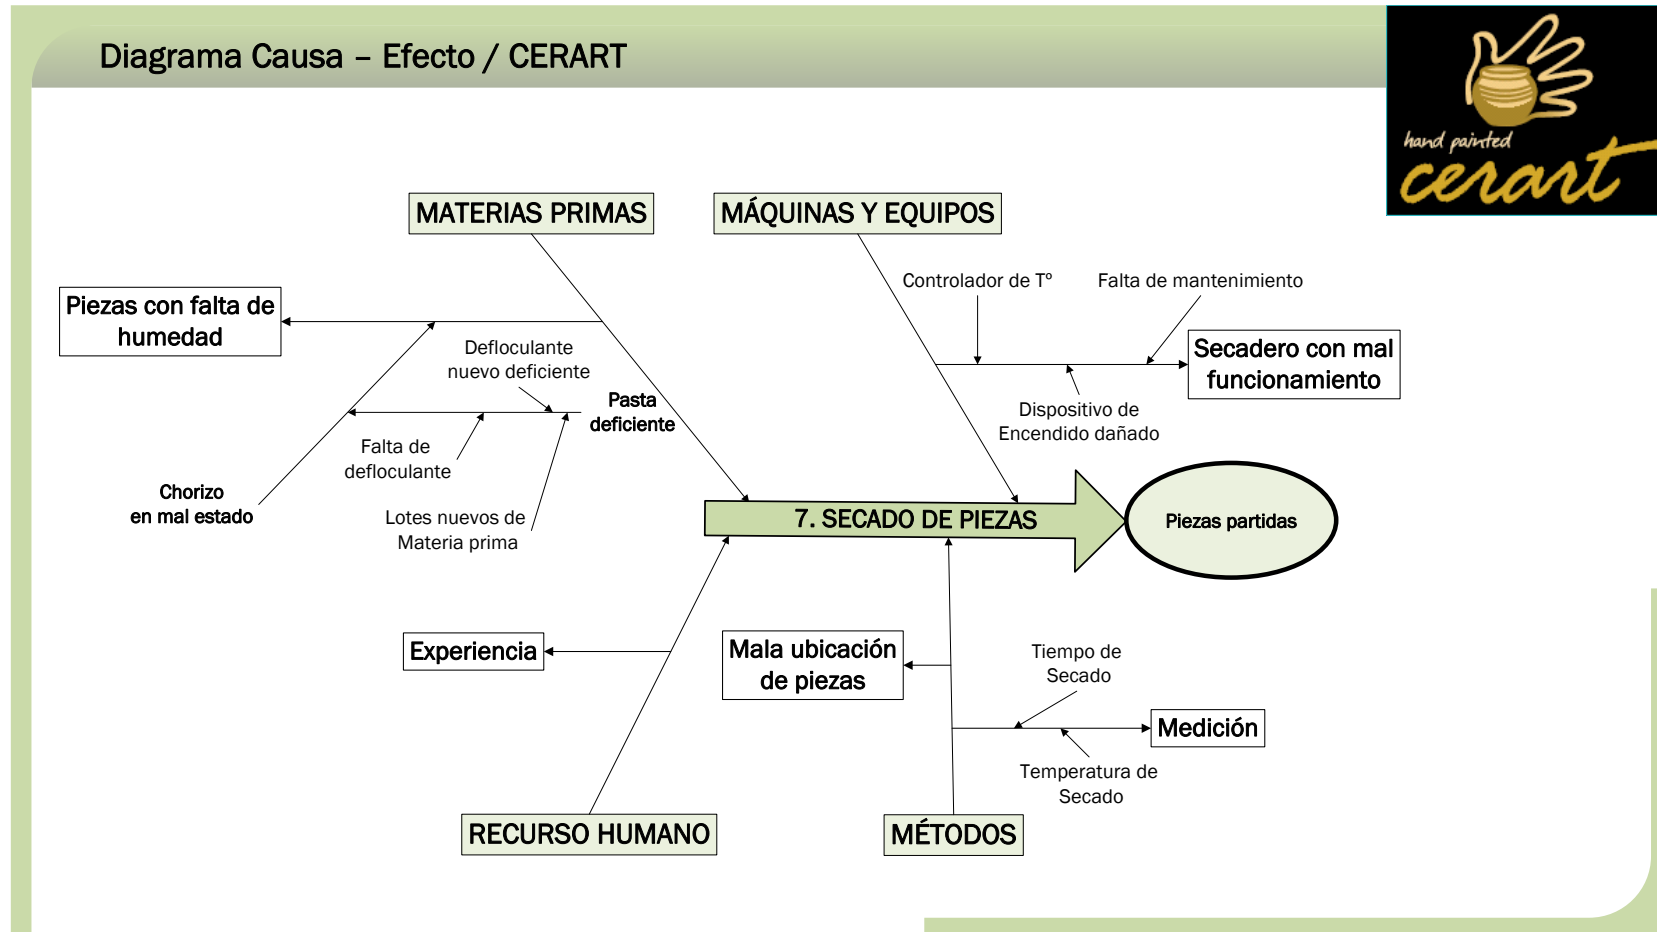 Diagrama Causa – Efecto / CERART
hand painted
cerart
MATERIAS PRIMAS
MÁQUINAS Y EQUIPOS
Controlador de Tº
Falta de mantenimiento
Piezas con falta de
humedad
Secadero con mal
funcionamiento
Defloculante
nuevo deficiente
Pasta
deficiente
Dispositivo de
Encendido dañado
Falta de
defloculante
Chorizo
en mal estado
Lotes nuevos de
Materia prima
7. SECADO DE PIEZAS
Piezas partidas
Experiencia
Mala ubicación
de piezas
Tiempo de
Secado
Medición
Temperatura de
Secado
RECURSO HUMANO
MÉTODOS